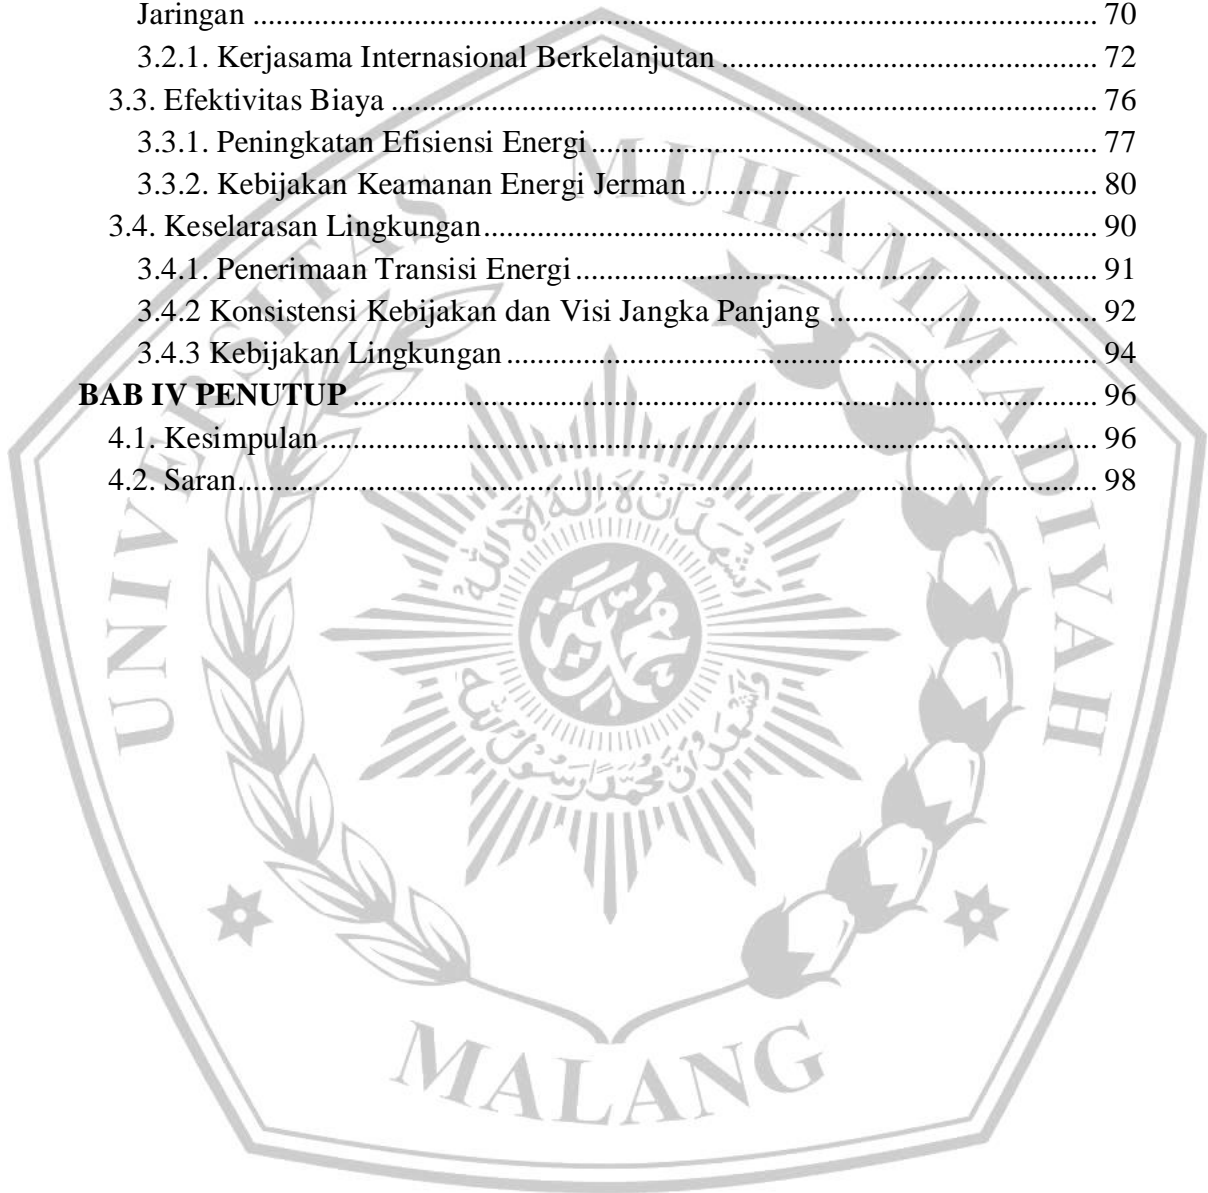 Jaringan ........................................................................................................... 70
3.2.1. Kerjasama Internasional Berkelanjutan ............................................... 72
3.3. Efektivitas Biaya ......................................................................................... 76
3.3.1. Peningkatan Efisiensi Energi ................................................................ 77
3.3.2. Kebijakan Keamanan Energi Jerman ................................................... 80
3.4. Keselarasan Lingkungan.............................................................................. 90
3.4.1. Penerimaan Transisi Energi .................................................................. 91
3.4.2 Konsistensi Kebijakan dan Visi Jangka Panjang .................................. 92
3.4.3 Kebijakan Lingkungan .......................................................................... 94
BAB IV PENUTUP .............................................................................................. 96
4.1. Kesimpulan .................................................................................................. 96
4.2. Saran............................................................................................................. 98
UNIVERSITAS MUHAMMADIYAH
MALANG